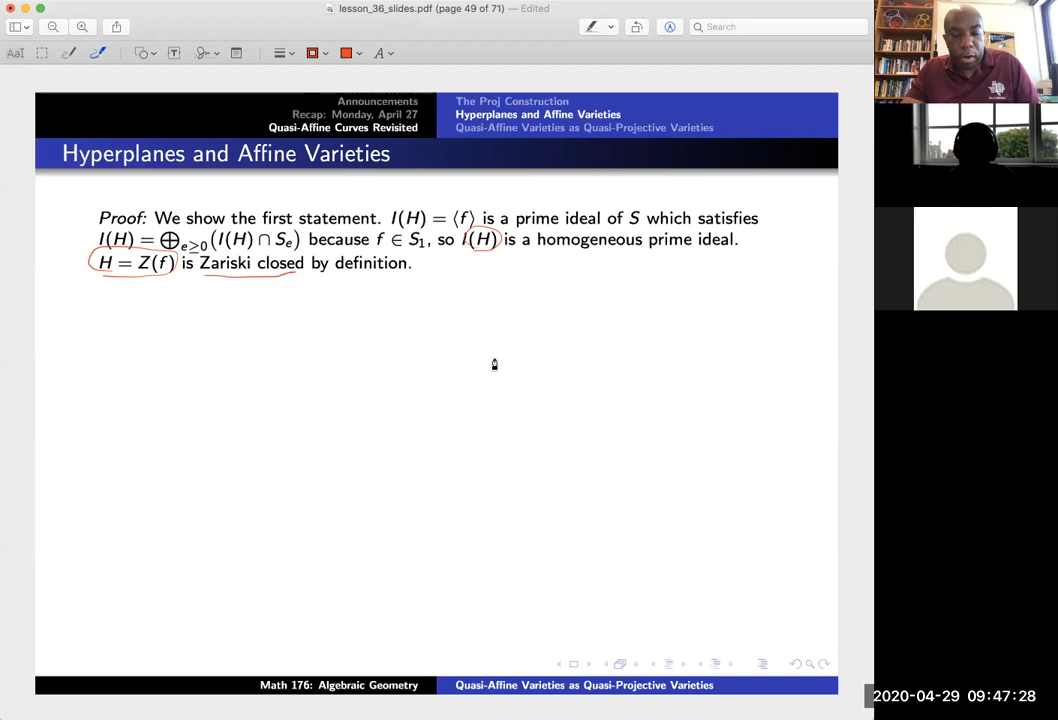 lesson_36_slides.pdf (page 49 of 71) — Edited
Search
AaI
A
Announcements
Recap: Monday, April 27
Quasi-Affine Curves Revisited
The Proj Construction
Hyperplanes and Affine Varieties
Quasi-Affine Varieties as Quasi-Projective Varieties
Hyperplanes and Affine Varieties
Proof: We show the first statement. I(H) = ⟨f⟩ is a prime ideal of S which satisfies
I(H) = ⊕e≥0 (I(H) ∩ Se) because f ∈ S1, so I(H) is a homogeneous prime ideal.
H = Z(f) is Zariski closed by definition.
Math 176: Algebraic Geometry
Quasi-Affine Varieties as Quasi-Projective Varieties
2020-04-29 09:47:28